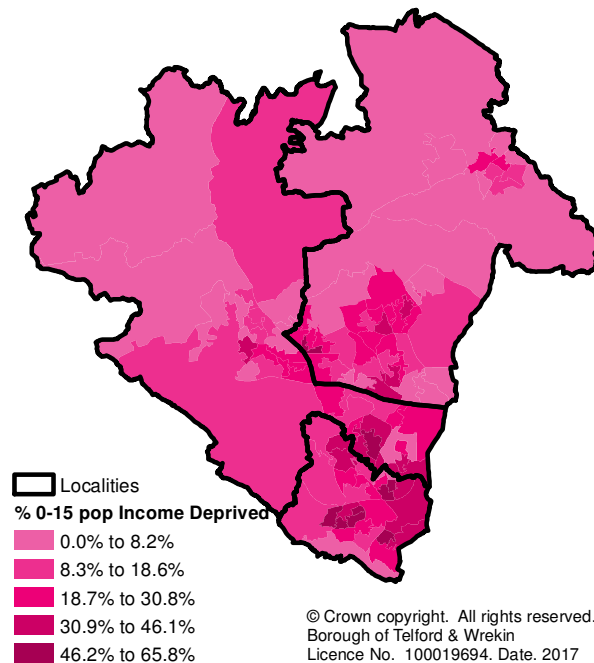 Localities
% 0-15 pop Income Deprived
0.0% to 8.2%
8.3% to 18.6%
18.7% to 30.8%
30.9% to 46.1%
46.2% to 65.8%
© Crown copyright. All rights reserved.
Borough of Telford & Wrekin
Licence No. 100019694. Date. 2017